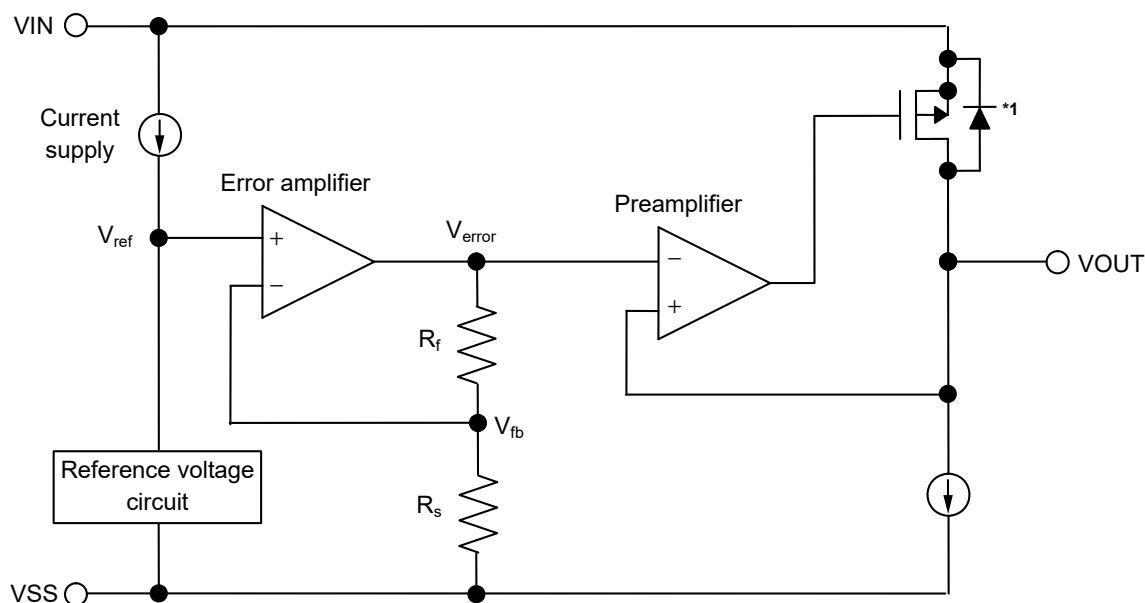 VIN
*1
Current
supply
Error amplifier
Preamplifier
Vref
+
−
Verror
−
+
VOUT
Rf
Vfb
Reference voltage
circuit
Rs
VSS